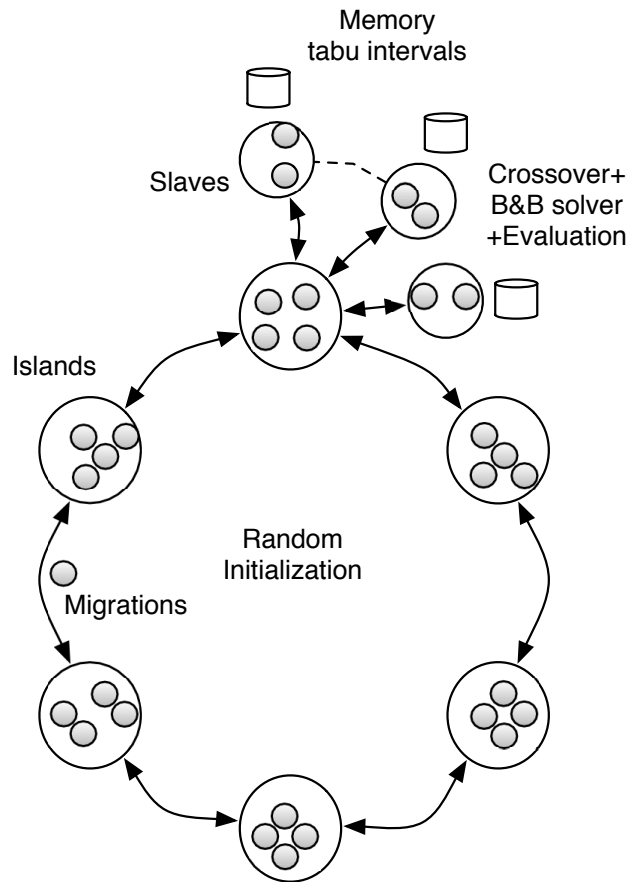 Memory
tabu intervals
Slaves
Crossover+
B&B solver
+Evaluation
Islands
Random
Initialization
Migrations